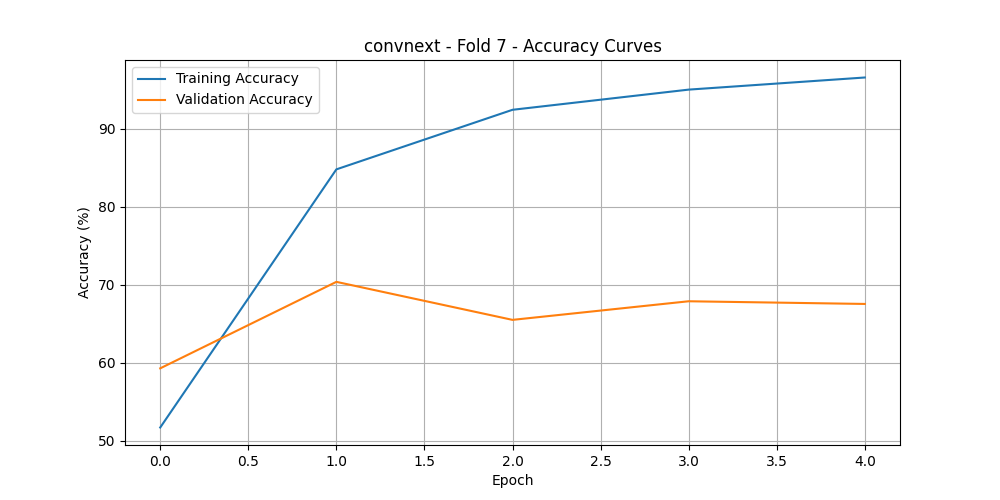 convnext - Fold 7 - Accuracy Curves
Training Accuracy
Validation Accuracy
Accuracy (%)
90
80
70
60
50
0.0 0.5 1.0 1.5 2.0 2.5 3.0 3.5 4.0
Epoch